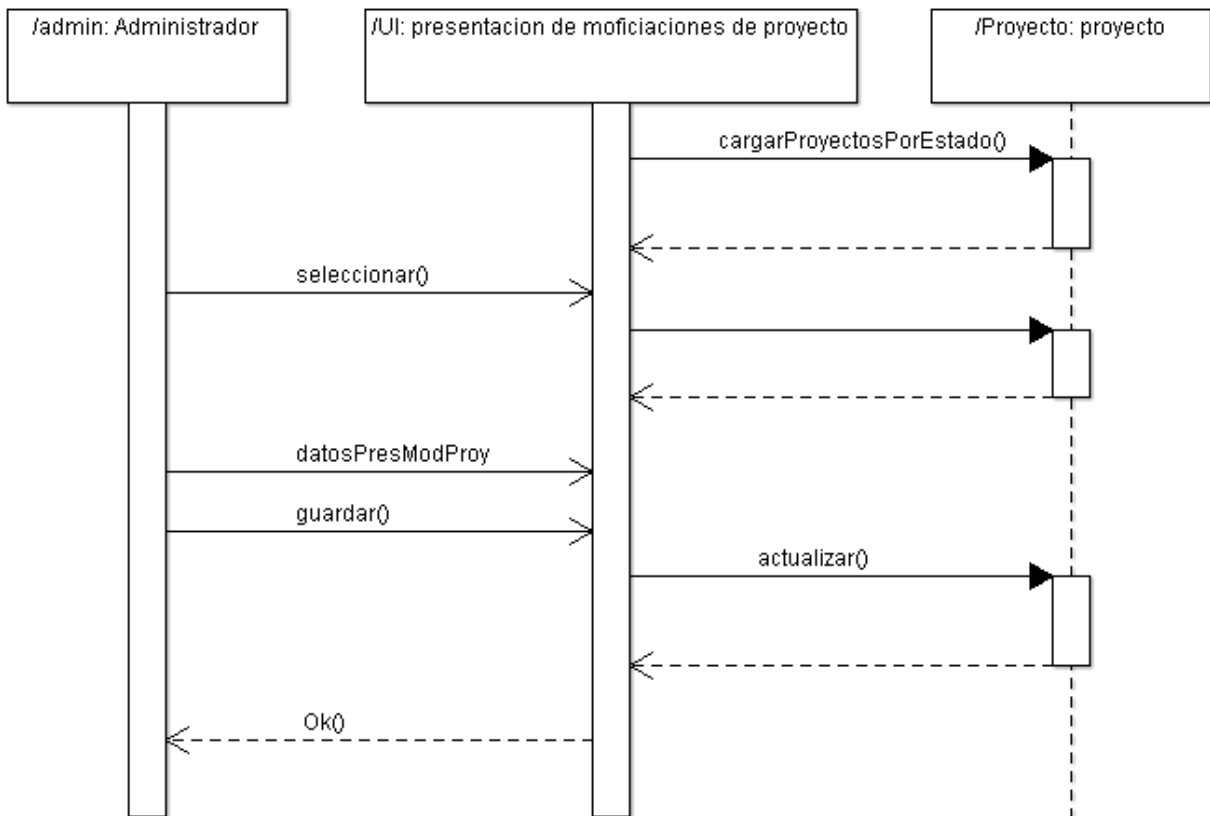 /admin: Administrador
/UI: presentacion de moficiaciones de proyecto
/Proyecto: proyecto
cargarProyectosPorEstado()
seleccionar()
datosPresModProy
guardar()
actualizar()
Ok()